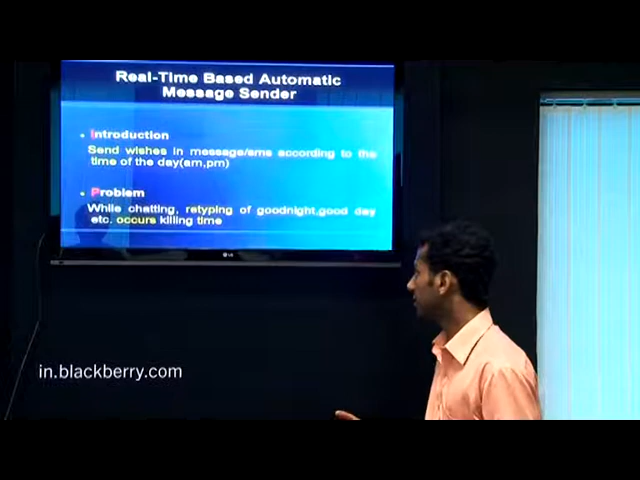 Real-Time Based Automatic
Message Sender
Introduction
Send wishes in message/sms according to the
time of the day(am,pm)
Problem
While chatting, retyping of goodnight,good day
etc. occurs killing time
LG
in.blackberry.com